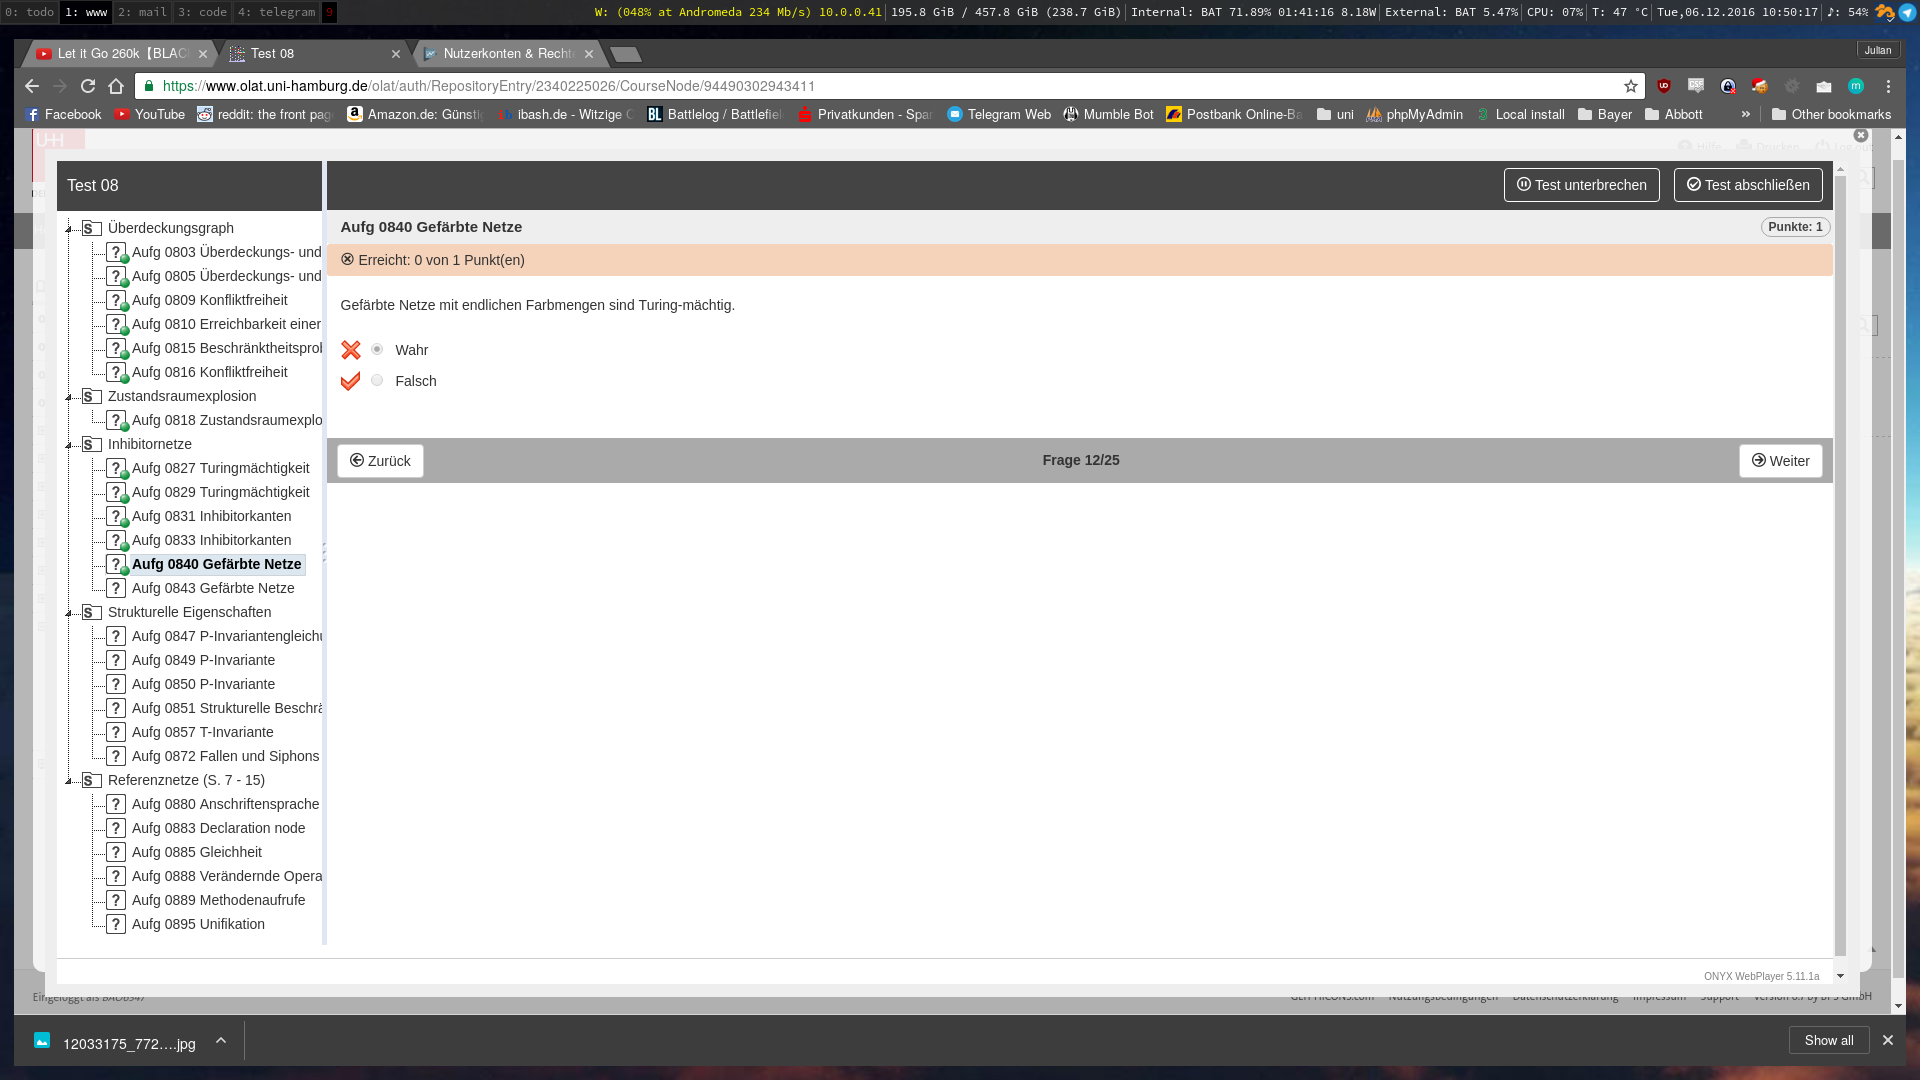 0: todo 1: www 2: mail 3: code 4: telegram 9 W: (048% at Andromeda 234 Mb/s) 10.0.0.41 195.8 GiB / 457.8 GiB (238.7 GiB) Internal: BAT 71.89% 01:41:16 8.18W External: BAT 5.47% CPU: 07% T: 47 °C Tue,06.12.2016 10:50:17 ♪: 54%
Let it Go 260k【BLAC Test 08 Nutzerkonten & Recht Julian
https://www.olat.uni-hamburg.de/olat/auth/RepositoryEntry/2340225026/CourseNode/94490302943411
Facebook YouTube reddit: the front pag Amazon.de: Günsti ibash.de - Witzige Battlelog / Battlefiel Privatkunden - Spar Telegram Web Mumble Bot Postbank Online-Ba uni phpMyAdmin Local install Bayer Abbott » Other bookmarks
Hilfe Drucken
Test 08 Test unterbrechen Test abschließen
Überdeckungsgraph
Aufg 0803 Überdeckungs- und
Aufg 0805 Überdeckungs- und
Aufg 0809 Konfliktfreiheit
Aufg 0810 Erreichbarkeit einer
Aufg 0815 Beschränktheitsprob
Aufg 0816 Konfliktfreiheit
Zustandsraumexplosion
Aufg 0818 Zustandsraumexplo
Inhibitornetze
Aufg 0827 Turingmächtigkeit
Aufg 0829 Turingmächtigkeit
Aufg 0831 Inhibitorkanten
Aufg 0833 Inhibitorkanten
Aufg 0840 Gefärbte Netze
Aufg 0843 Gefärbte Netze
Strukturelle Eigenschaften
Aufg 0847 P-Invariantengleichu
Aufg 0849 P-Invariante
Aufg 0850 P-Invariante
Aufg 0851 Strukturelle Beschrä
Aufg 0857 T-Invariante
Aufg 0872 Fallen und Siphons
Referenznetze (S. 7 - 15)
Aufg 0880 Anschriftensprache
Aufg 0883 Declaration node
Aufg 0885 Gleichheit
Aufg 0888 Verändernde Opera
Aufg 0889 Methodenaufrufe
Aufg 0895 Unifikation
Aufg 0840 Gefärbte Netze Punkte: 1
Erreicht: 0 von 1 Punkt(en)
Gefärbte Netze mit endlichen Farbmengen sind Turing-mächtig.
Wahr
Falsch
Zurück Frage 12/25 Weiter
ONYX WebPlayer 5.11.1a
Eingeloggt als Nutzungsbedingungen Datenschutzerklärung Impressum Support
12033175_772....jpg Show all